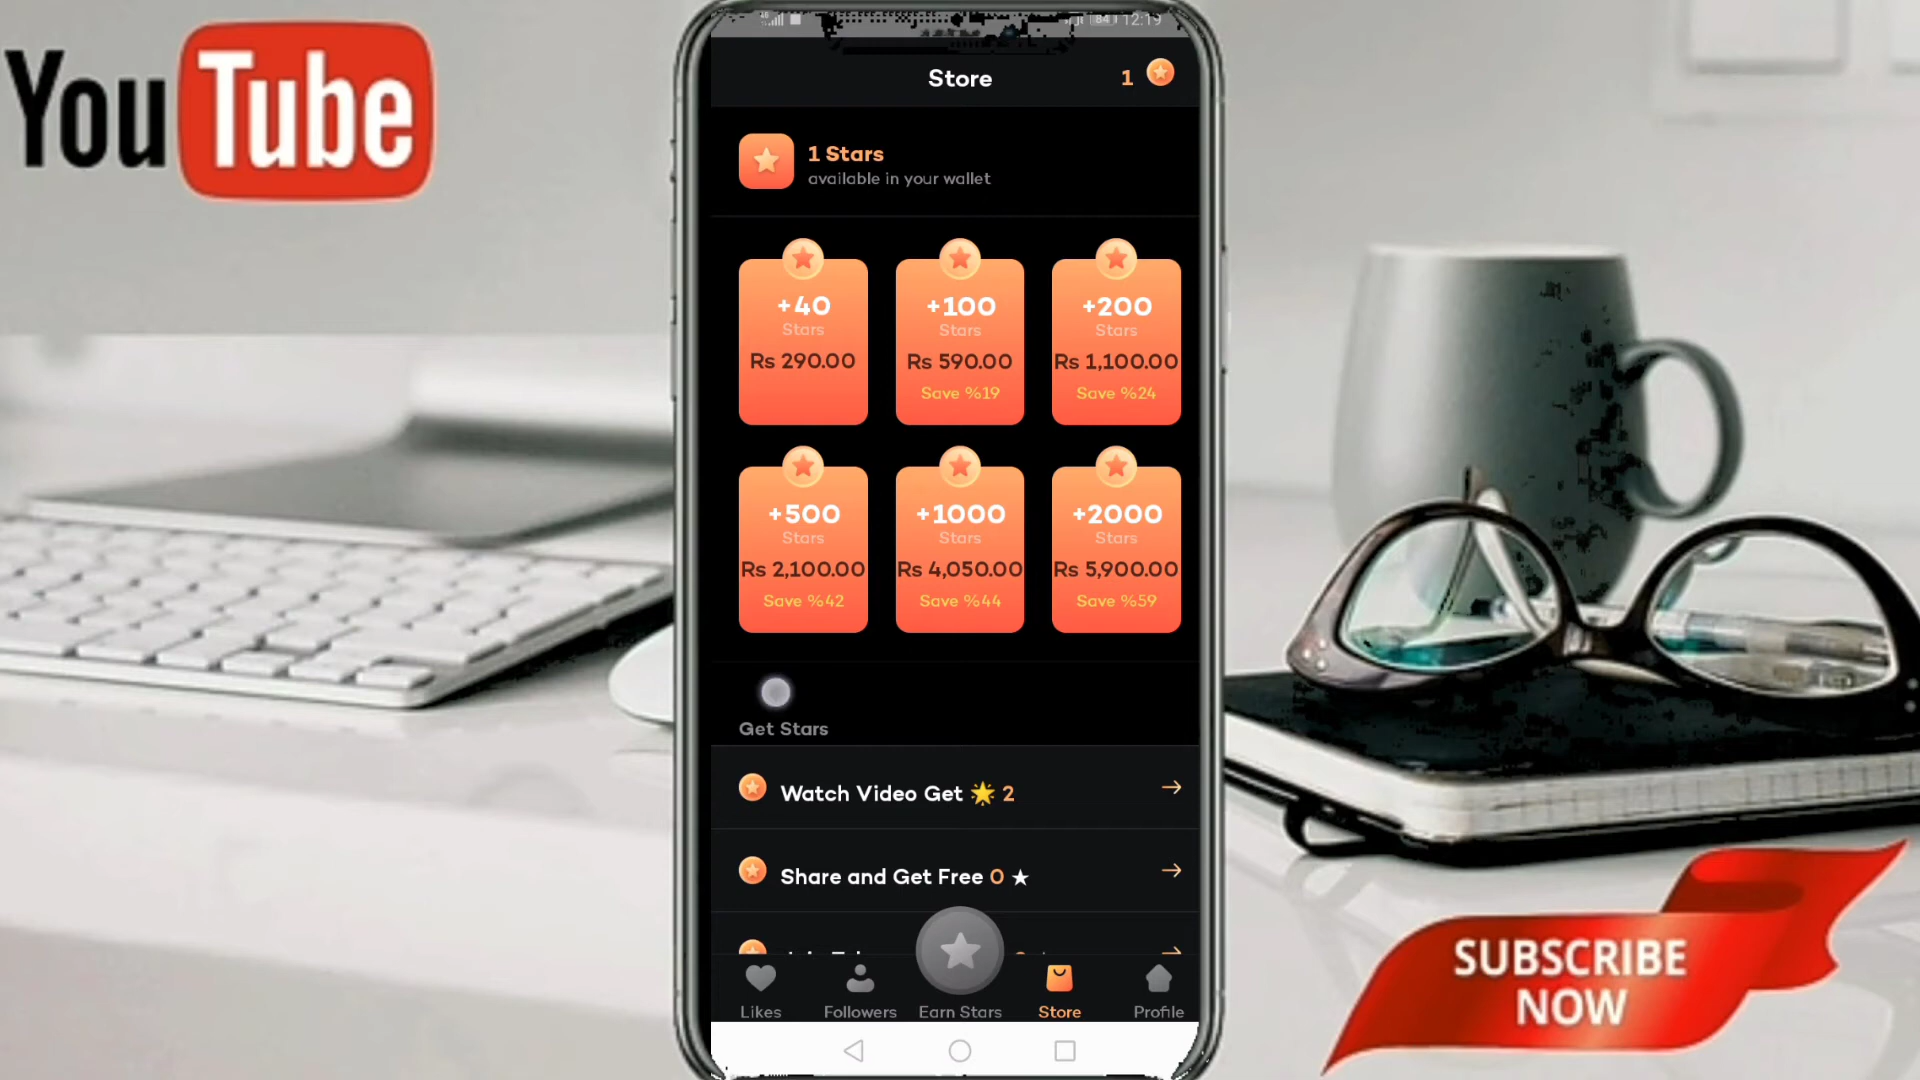 YouTube
84 12:19
Store
1
1 Stars
available in your wallet
+40
Stars
Rs 290.00
+100
Stars
Rs 590.00
Save %19
+200
Stars
Rs 1,100.00
Save %24
+500
Stars
Rs 2,100.00
Save %42
+1000
Stars
Rs 4,050.00
Save %44
+2000
Stars
Rs 5,900.00
Save %59
Get Stars
Watch Video Get 🌟 2
Share and Get Free 0 ★
Likes
Followers
Earn Stars
Store
Profile
SUBSCRIBE
NOW